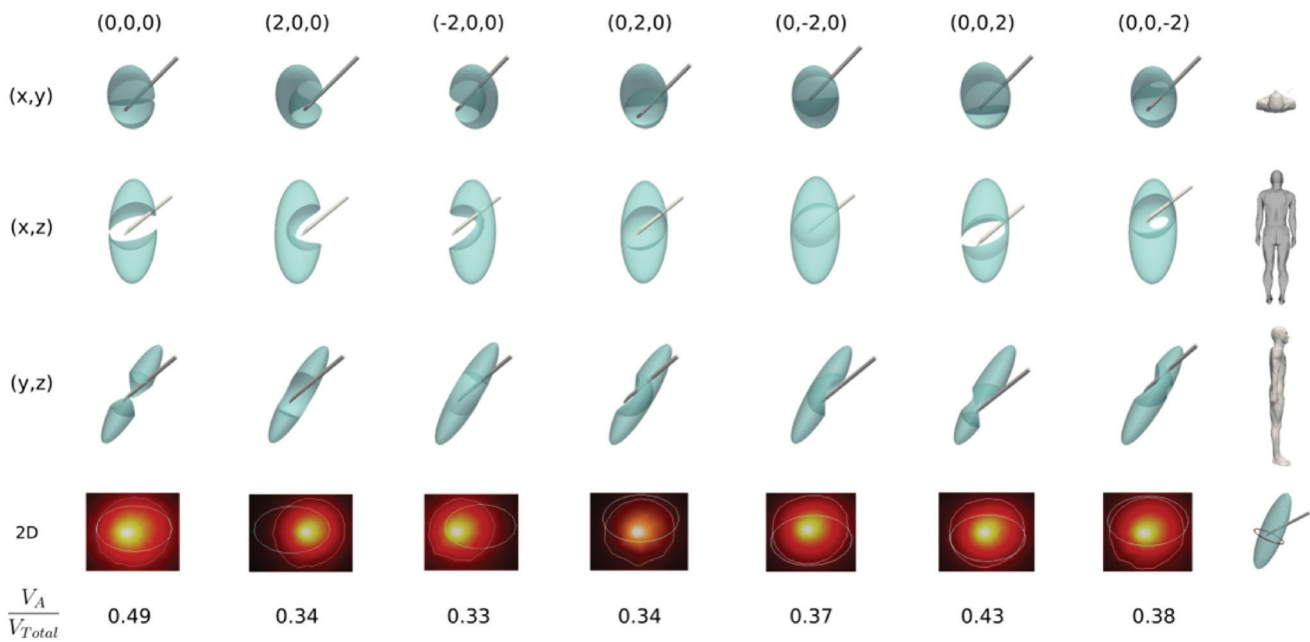 (0,0,0) (2,0,0) (-2,0,0) (0,2,0) (0,-2,0) (0,0,2) (0,0,-2)
(x,y)
(x,z)
(y,z)
2D
V_A / V_Total 0.49 0.34 0.33 0.34 0.37 0.43 0.38